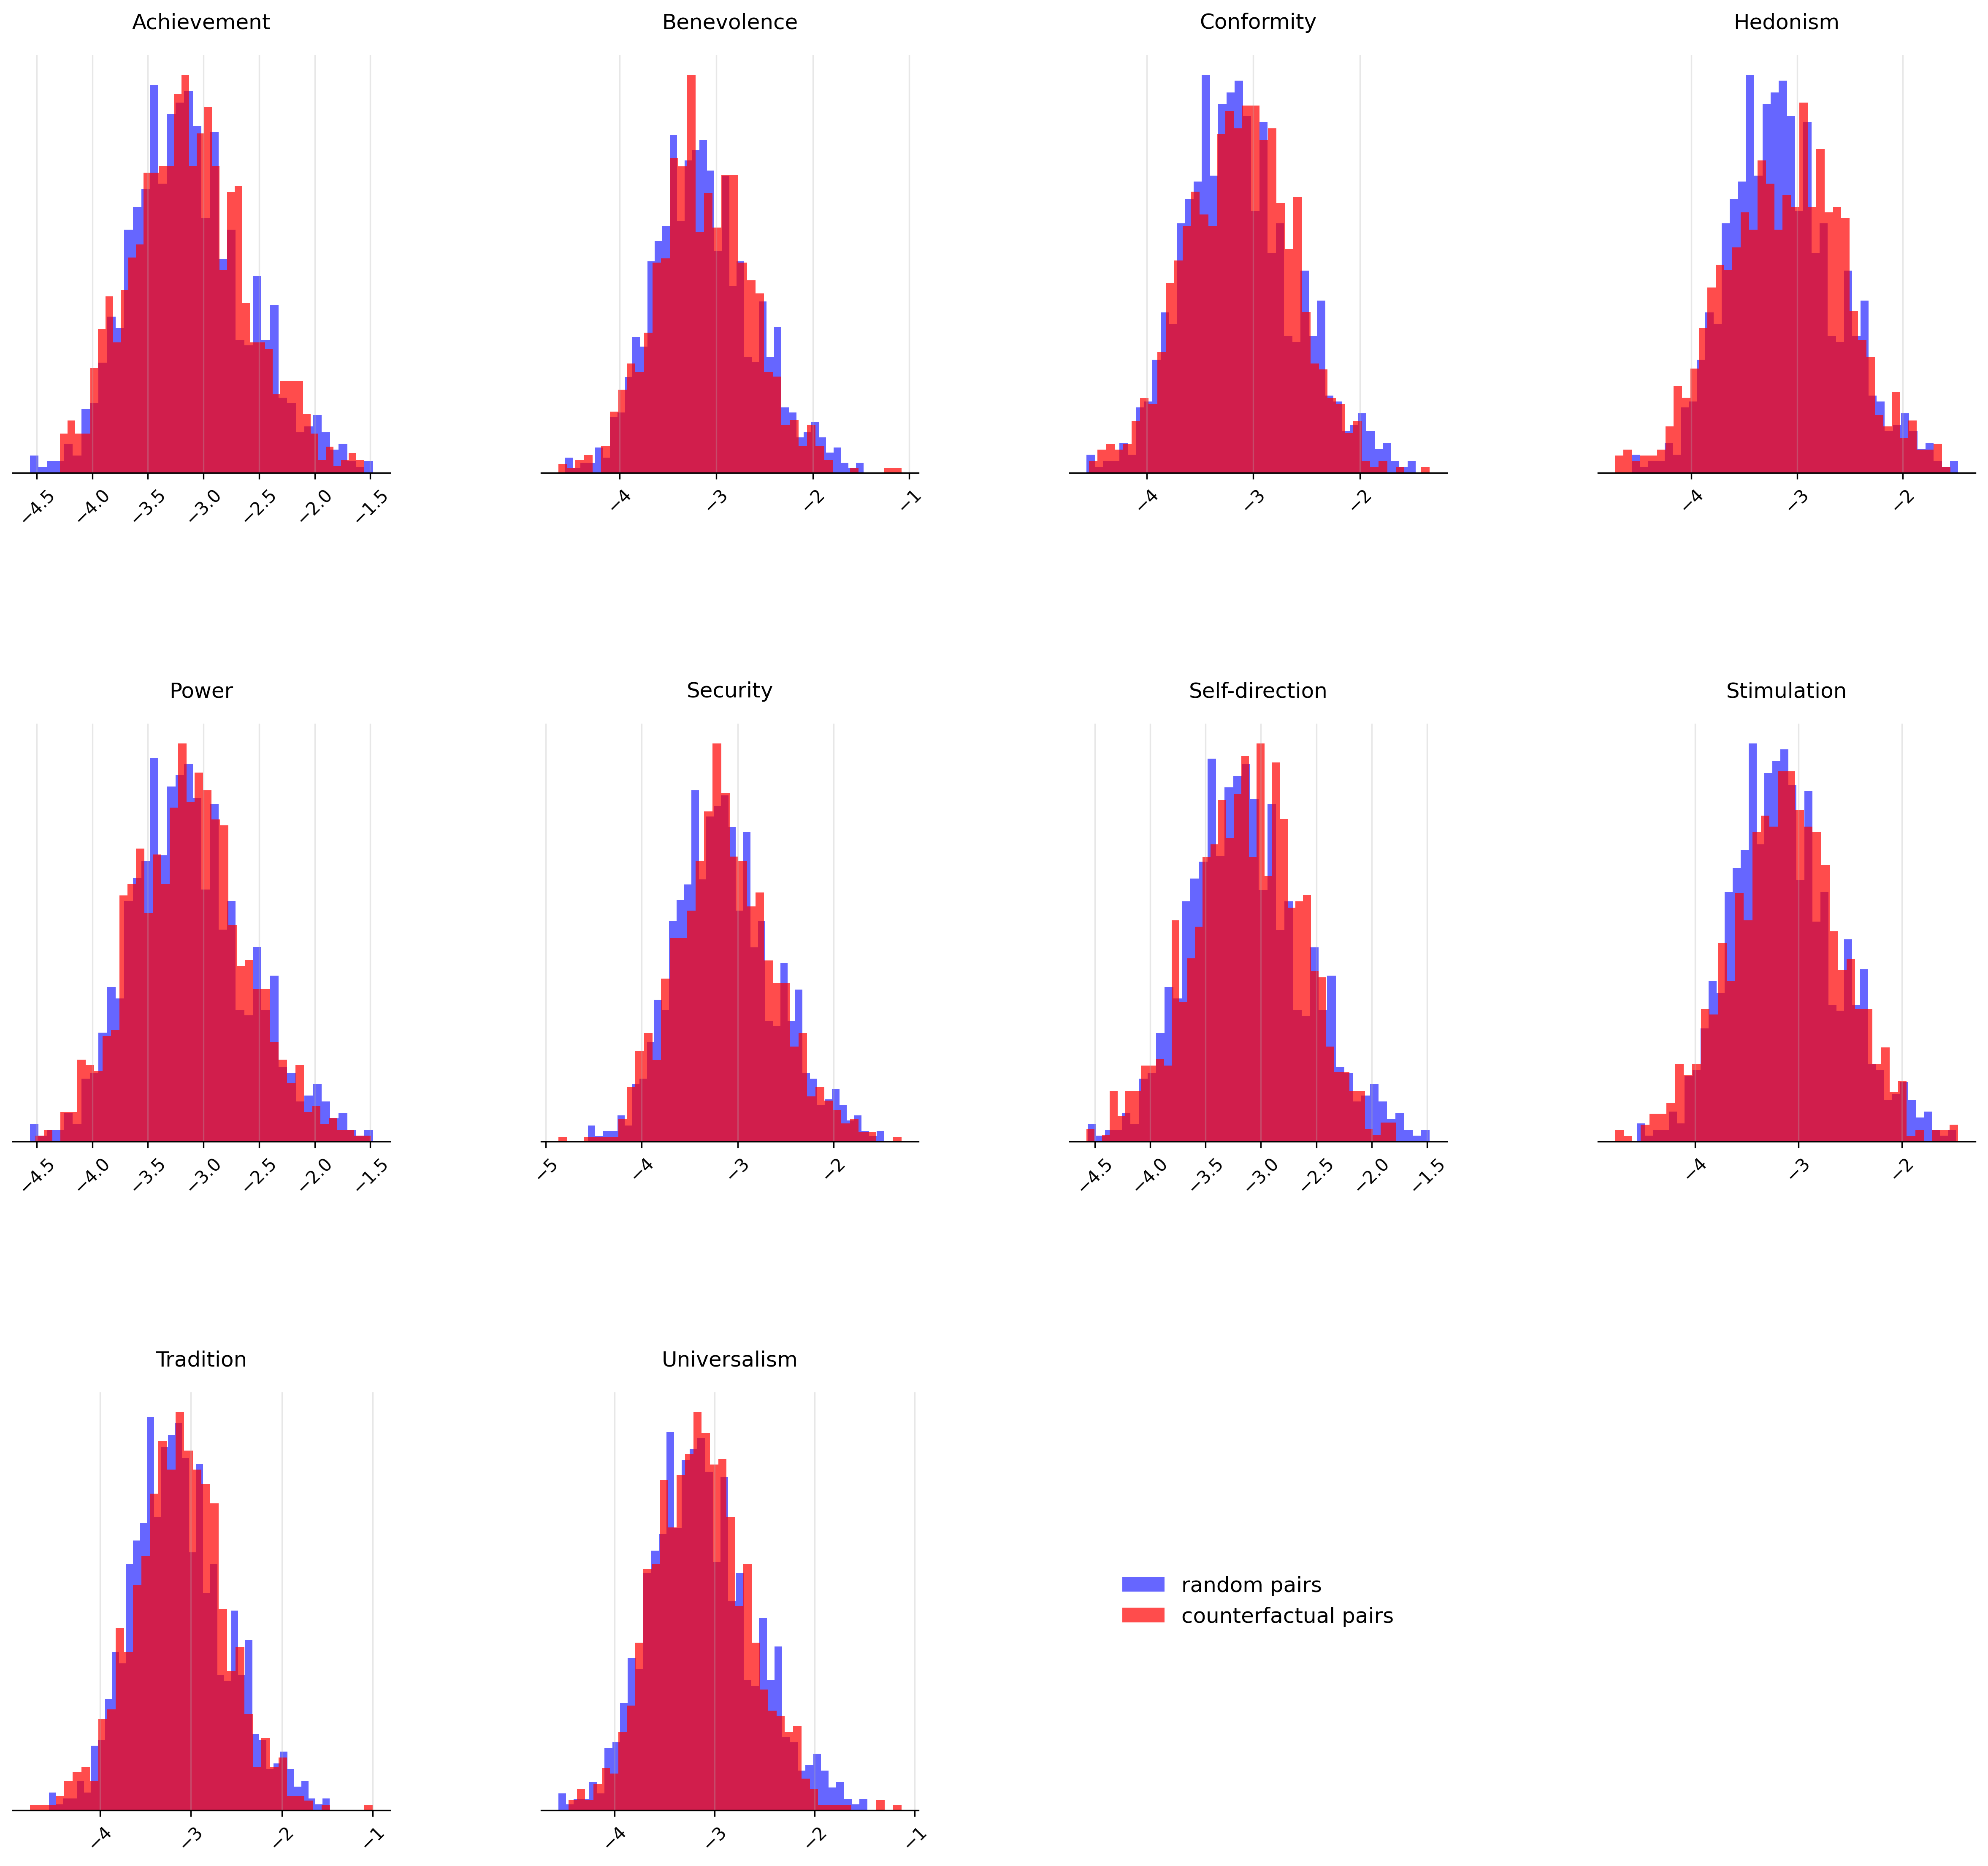 Achievement
Benevolence
Conformity
Hedonism
−4.5 −4.0 −3.5 −3.0 −2.5 −2.0 −1.5
−4 −3 −2 −1
−4 −3 −2
−4 −3 −2
Power
Security
Self-direction
Stimulation
−4.5 −4.0 −3.5 −3.0 −2.5 −2.0 −1.5
−5 −4 −3 −2
−4.5 −4.0 −3.5 −3.0 −2.5 −2.0 −1.5
−4 −3 −2
Tradition
Universalism
−4 −3 −2 −1
−4 −3 −2 −1
random pairs
counterfactual pairs